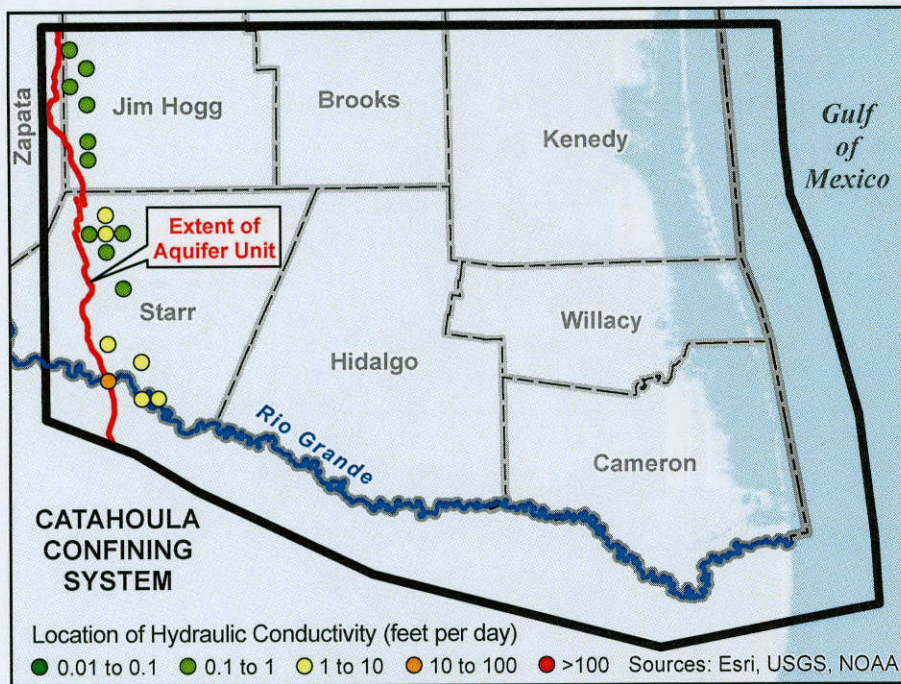 Zapata
Jim Hogg
Brooks
Kenedy
Gulf
of
Mexico
Extent of
Aquifer Unit
Starr
Hidalgo
Willacy
Rio Grande
Cameron
CATAHOULA
CONFINING
SYSTEM
Location of Hydraulic Conductivity (feet per day)
0.01 to 0.1 0.1 to 1 1 to 10 10 to 100 >100 Sources: Esri, USGS, NOAA